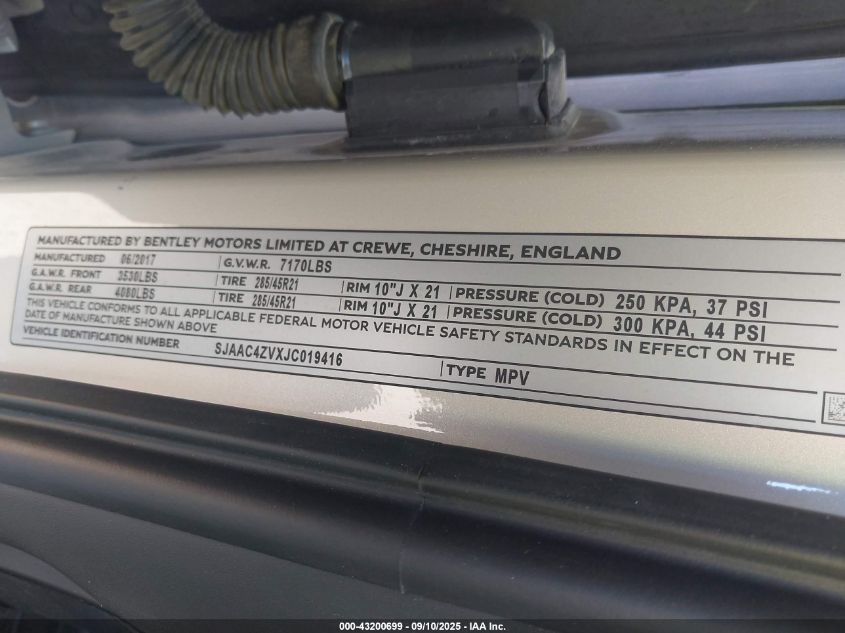 MANUFACTURED BY BENTLEY MOTORS LIMITED AT CREWE, CHESHIRE, ENGLAND
MANUFACTURED 06/2017 G.V.W.R. 7170LBS
G.A.W.R. FRONT 3530LBS TIRE 285/45R21 RIM 10"J X 21 PRESSURE (COLD) 250 KPA, 37 PSI
G.A.W.R. REAR 4080LBS TIRE 285/45R21 RIM 10"J X 21 PRESSURE (COLD) 300 KPA, 44 PSI
THIS VEHICLE CONFORMS TO ALL APPLICABLE FEDERAL MOTOR VEHICLE SAFETY STANDARDS IN EFFECT ON THE
DATE OF MANUFACTURE SHOWN ABOVE
VEHICLE IDENTIFICATION NUMBER SJAAC4ZVXJC019416 TYPE MPV
000-43200699 - 09/10/2025 - IAA Inc.